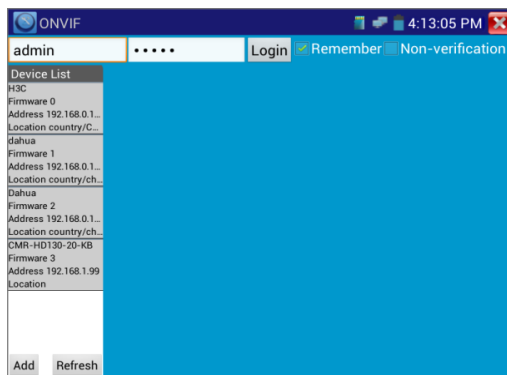 ONVIF 4:13:05 PM
admin ••••• Login Remember Non-verification
Device List
H3C
Firmware 0
Address 192.168.0.1...
Location country/C...
dahua
Firmware 1
Address 192.168.0.1...
Location country/ch...
Dahua
Firmware 2
Address 192.168.0.1...
Location country/ch...
CMR-HD130-20-KB
Firmware 3
Address 192.168.1.99
Location
Add Refresh